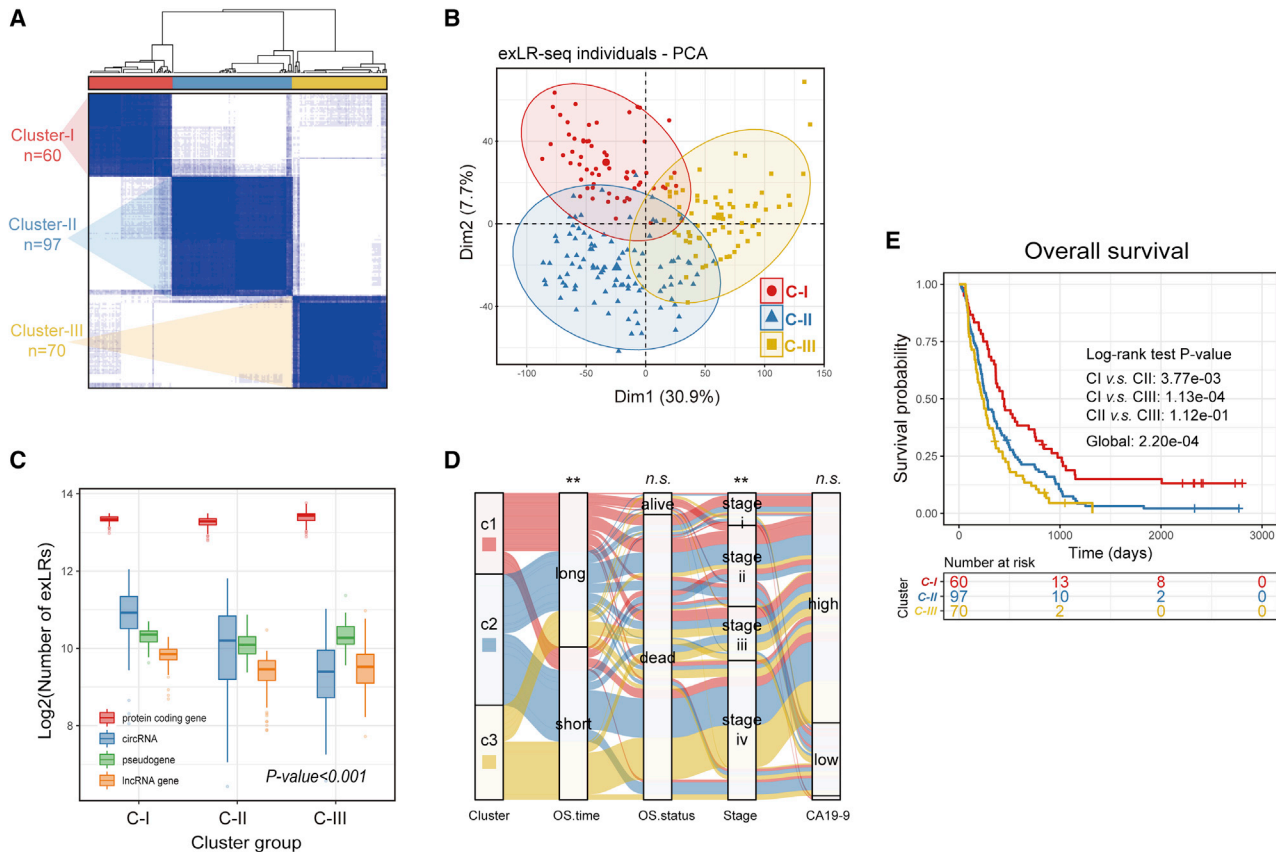 A
Cluster-I
n=60
Cluster-II
n=97
Cluster-III
n=70
B
exLR-seq individuals - PCA
Dim2 (7.7%)
40
0
-40
-100
-50
0
50
100
150
Dim1 (30.9%)
C-I
C-II
C-III
C
Log2(Number of exLRs)
14
12
10
8
protein coding gene
circRNA
pseudogene
lncRNA gene
P-value<0.001
C-I
C-II
C-III
Cluster group
D
**
n.s.
**
n.s.
c1
c2
c3
long
short
alive
dead
stage
i
stage
ii
stage
iii
stage
iv
high
low
Cluster
OS.time
OS.status
Stage
CA19-9
E
Overall survival
Survival probability
1.00
0.75
0.50
0.25
0.00
Log-rank test P-value
CI v.s. CII: 3.77e-03
CI v.s. CIII: 1.13e-04
CII v.s. CIII: 1.12e-01
Global: 2.20e-04
0
1000
2000
3000
Time (days)
Number at risk
Cluster
C-I 60 13 8 0
C-II 97 10 2 0
C-III 70 2 0 0